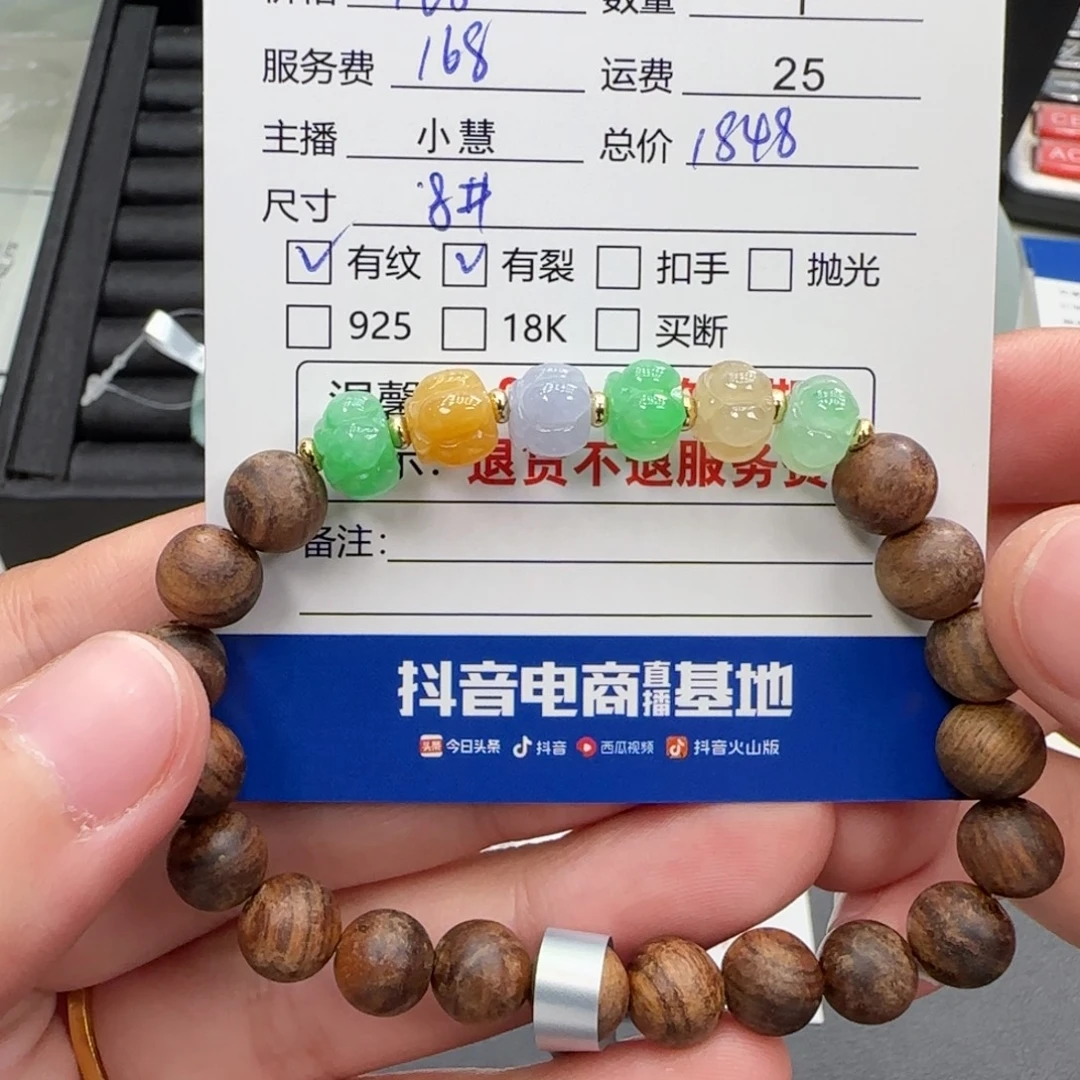 服务费 168 运费 25
主播 小慧 总价 1848
尺寸 8#
有纹 有裂 扣手 抛光
925 18K 买断
退货不退服务费
备注:
抖音电商直播基地
头条 今日头条 抖音 西瓜视频 抖音火山版